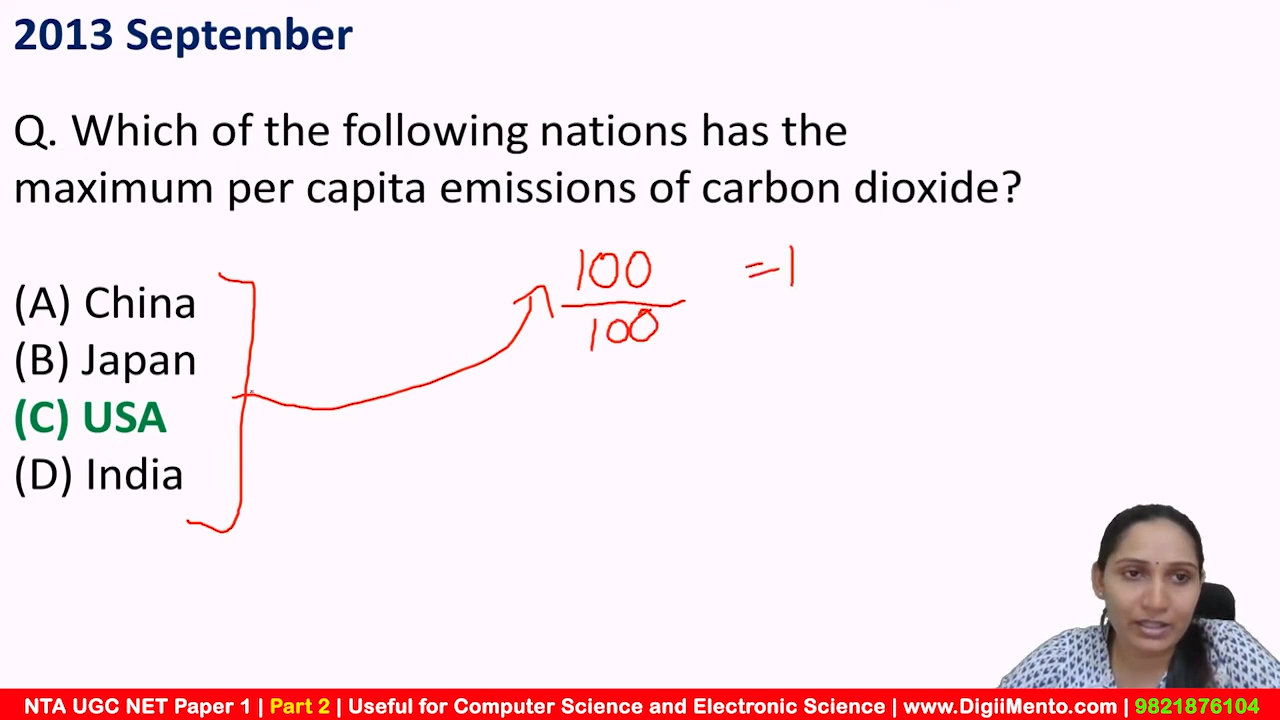 2013 September
Q. Which of the following nations has the
maximum per capita emissions of carbon dioxide?
100
100
=1
(A) China
(B) Japan
(C) USA
(D) India
NTA UGC NET Paper 1 | Part 2 | Useful for Computer Science and Electronic Science | www.DigiiMento.com | 9821876104